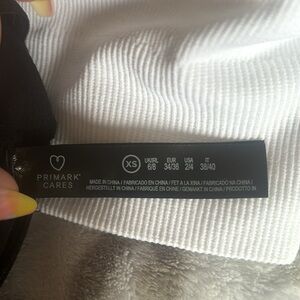 PRIMARK®
CARES
XS
UK/IRL EUR USA IT
6/8 34/36 2/4 38/40
MADE IN CHINA / FABRICADO EN CHINA / FET A LA XINA / FABRICADO NA CHINA /
HERGESTELLT IN CHINA / FABRIQUÉ EN CHINE / GEMAAKT IN CHINA / PRODOTTO IN